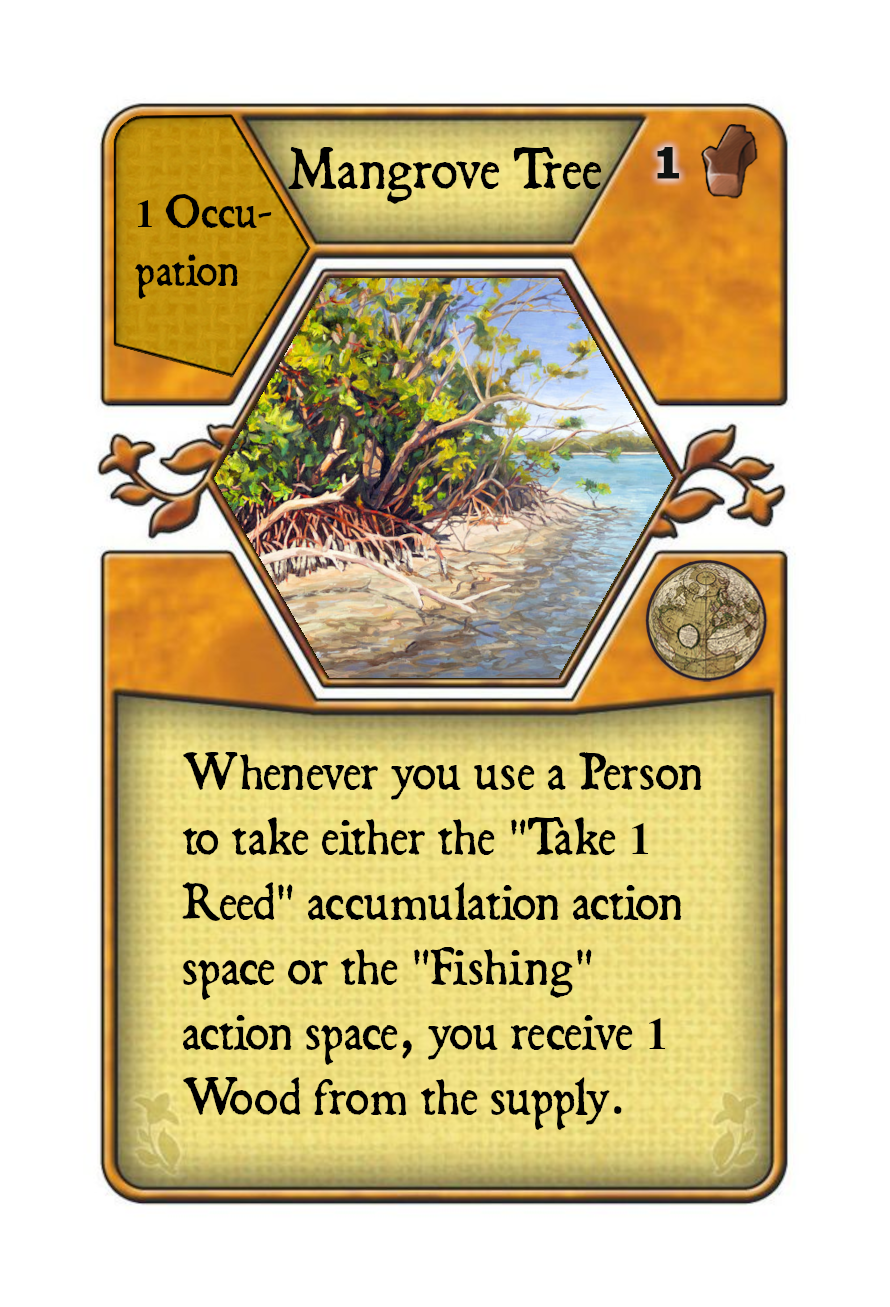 Mangrove Tree
1
1 Occu-
pation
Whenever you use a Person
to take either the "Take 1
Reed" accumulation action
space or the "Fishing"
action space, you receive 1
Wood from the supply.